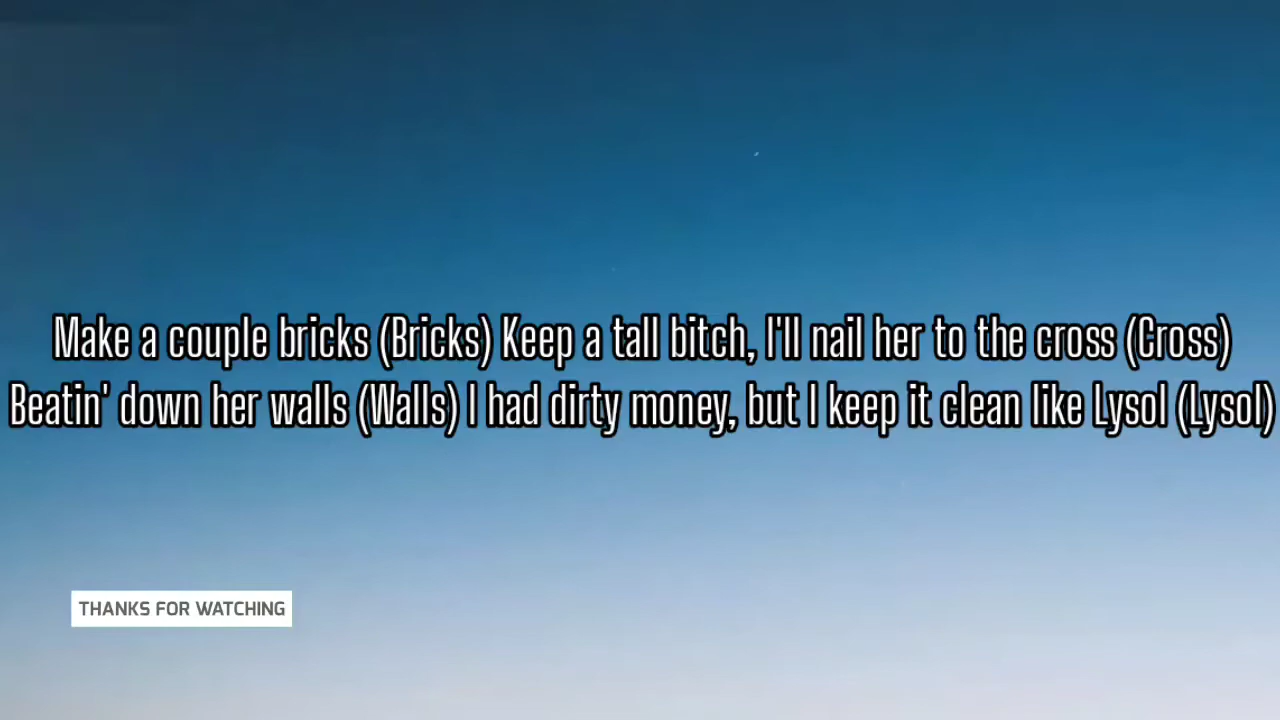 Make a couple bricks (Bricks) Keep a tall bitch, I'll nail her to the cross (Cross)
Beatin' down her walls (Walls) I had dirty money, but I keep it clean like Lysol (Lysol)
THANKS FOR WATCHING